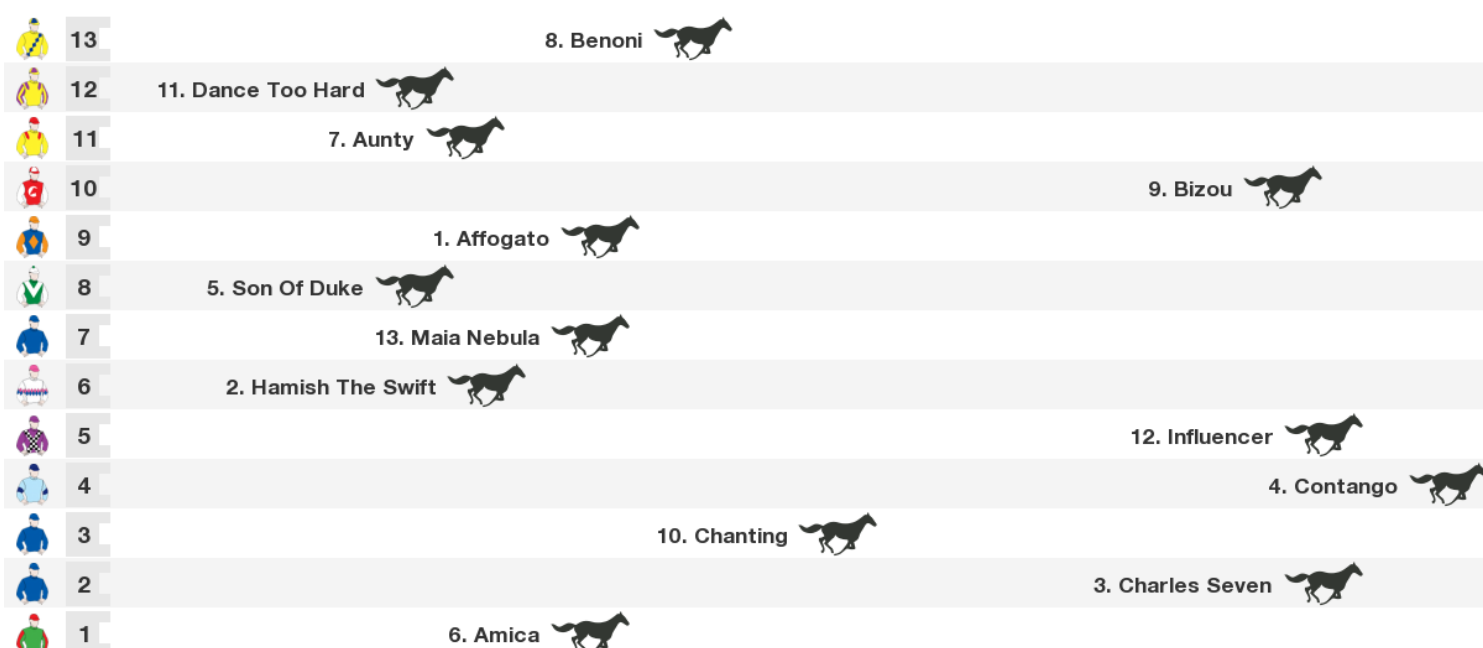 13 8. Benoni
12 11. Dance Too Hard
11 7. Aunty
10 9. Bizou
9 1. Affogato
8 5. Son Of Duke
7 13. Maia Nebula
6 2. Hamish The Swift
5 12. Influencer
4 4. Contango
3 10. Chanting
2 3. Charles Seven
1 6. Amica